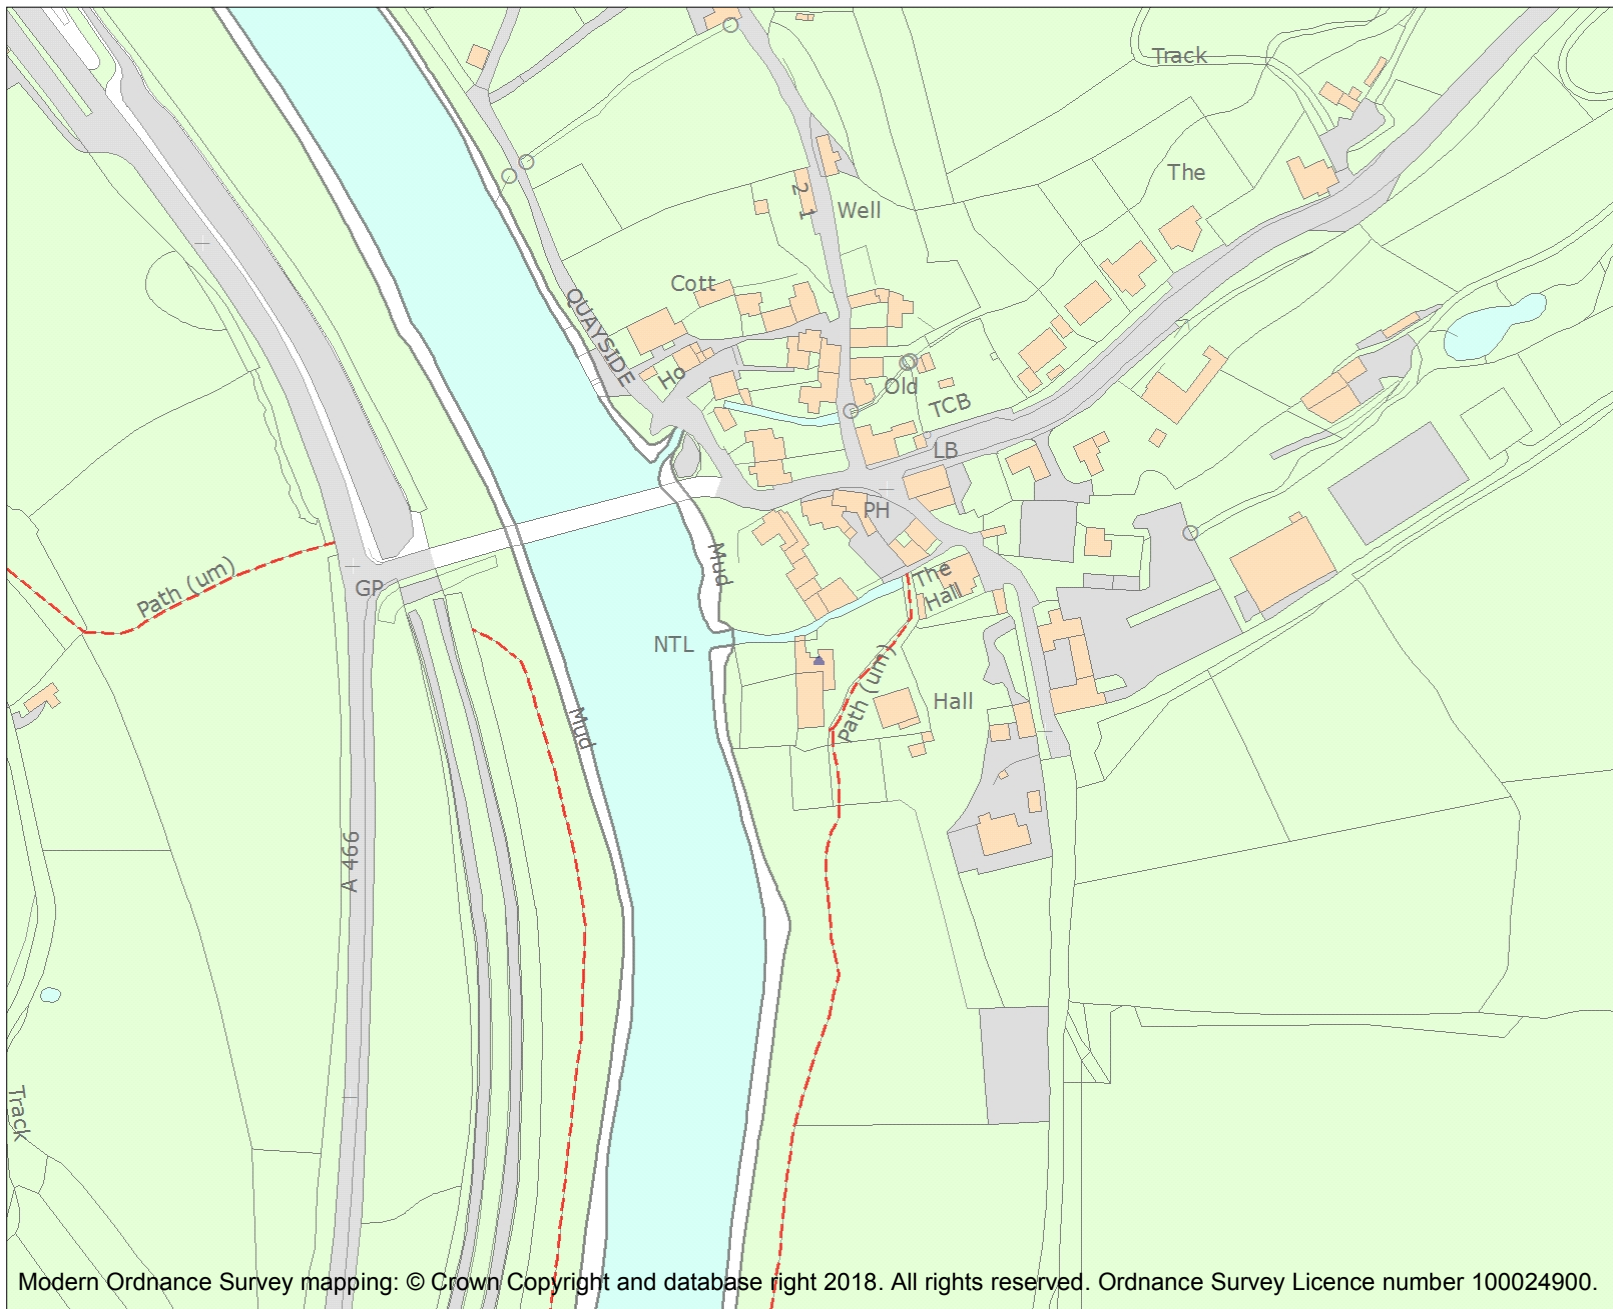 Track
The
2 1
Well
Cott
QUAYSIDE
Ho
Old
TCB
LB
PH
Mud
Path (um)
GP
The
Hall
NTL
Path (um)
Hall
Mud
A 466
Track
Modern Ordnance Survey mapping: © Crown Copyright and database right 2018. All rights reserved. Ordnance Survey Licence number 100024900.